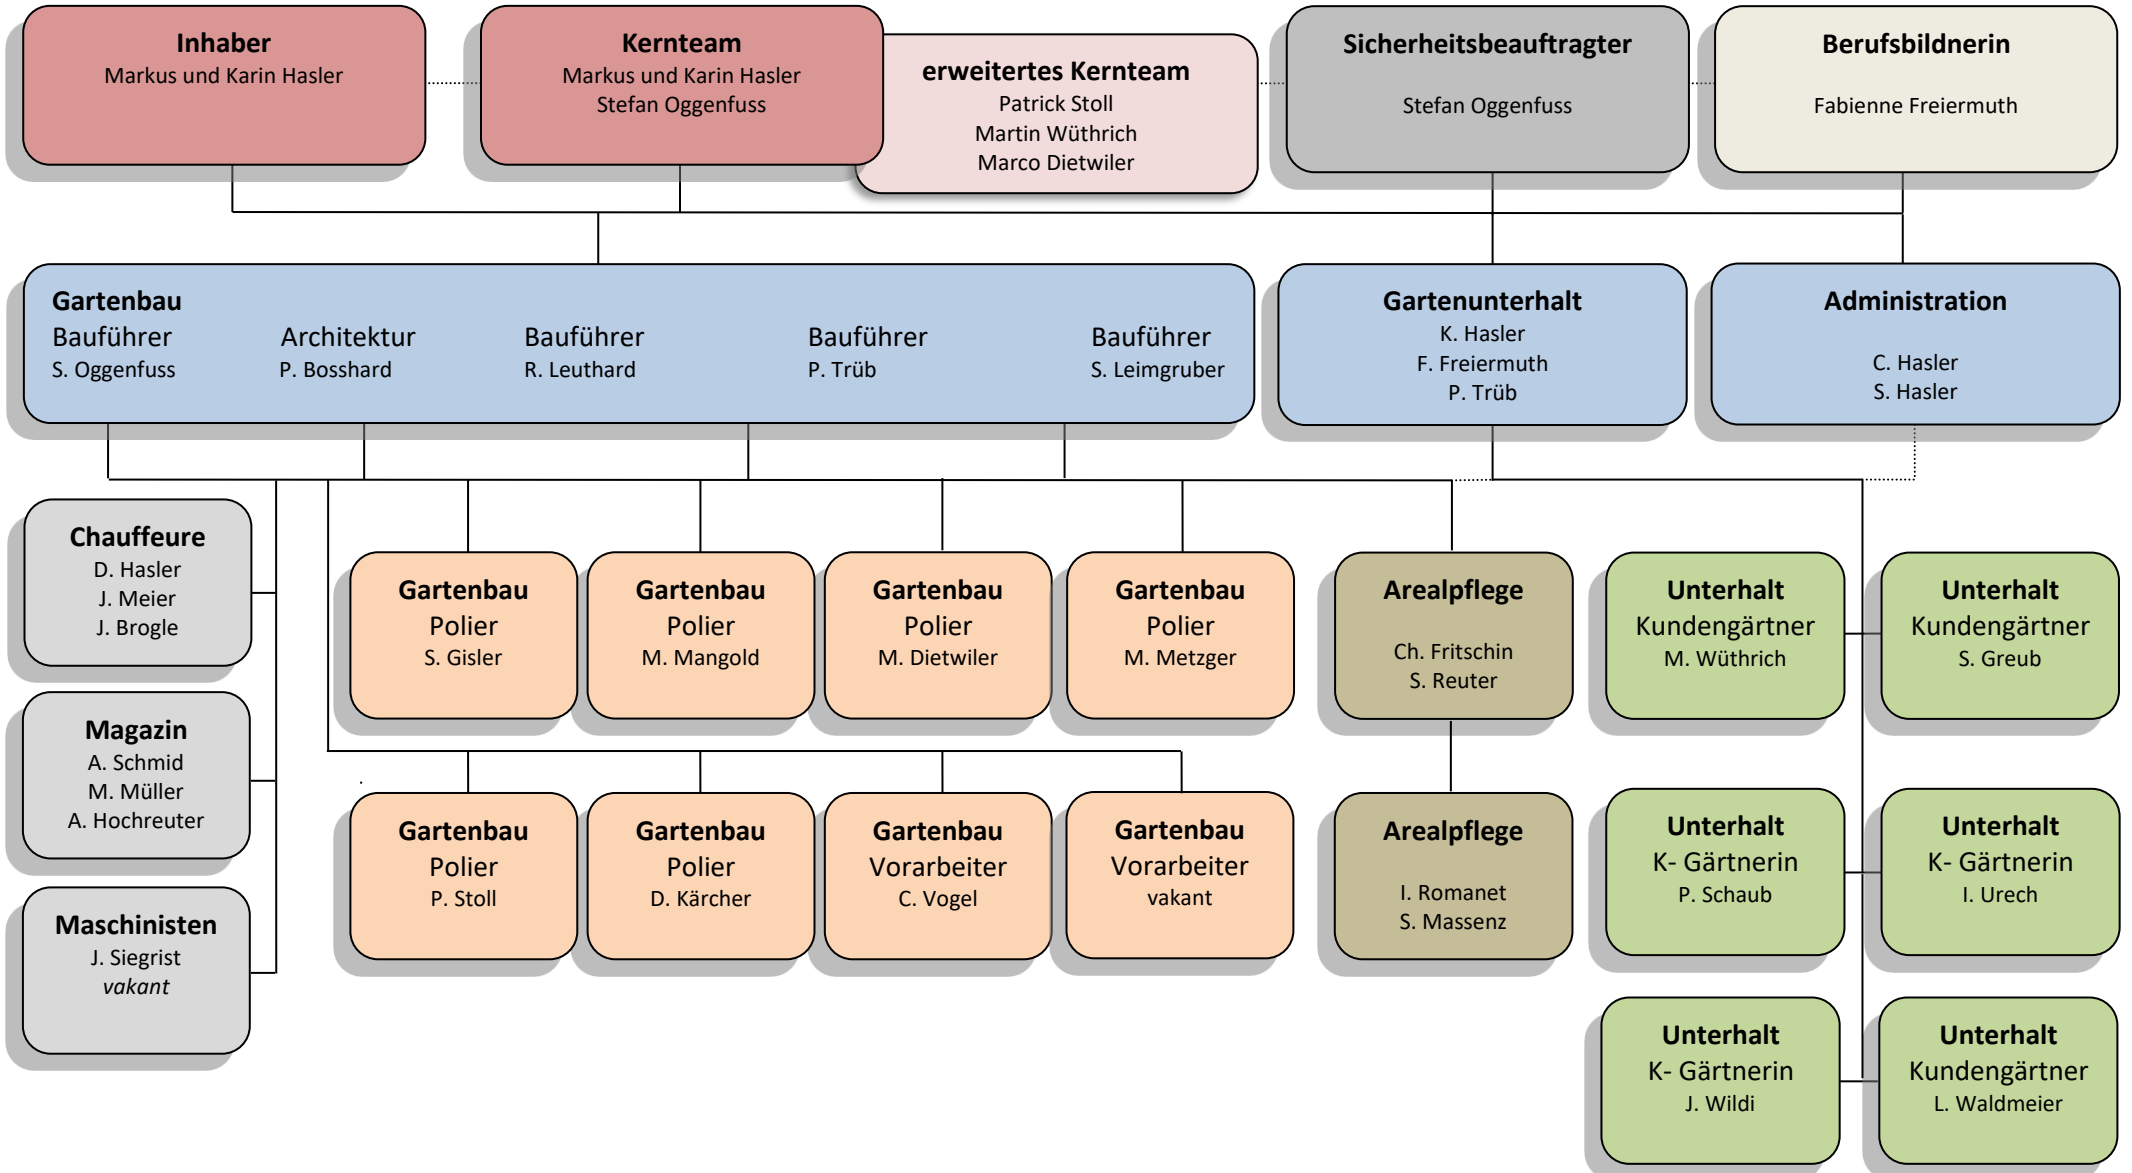 Inhaber
Markus und Karin Hasler
Kernteam
Markus und Karin Hasler
Stefan Oggenfuss
erweitertes Kernteam
Patrick Stoll
Martin Wüthrich
Marco Dietwiler
Sicherheitsbeauftragter
Stefan Oggenfuss
Berufsbildnerin
Fabienne Freiermuth
Gartenbau
Bauführer
S. Oggenfuss
Architektur
P. Bosshard
Bauführer
R. Leuthard
Bauführer
P. Trüb
Bauführer
S. Leimgruber
Gartenunterhalt
K. Hasler
F. Freiermuth
P. Trüb
Administration
C. Hasler
S. Hasler
Chauffeure
D. Hasler
J. Meier
J. Brogle
Magazin
A. Schmid
M. Müller
A. Hochreuter
Maschinisten
J. Siegrist
vakant
Gartenbau
Polier
S. Gisler
Gartenbau
Polier
M. Mangold
Gartenbau
Polier
M. Dietwiler
Gartenbau
Polier
M. Metzger
Arealpflege
Ch. Fritschin
S. Reuter
Unterhalt
Kundengärtner
M. Wüthrich
Unterhalt
Kundengärtner
S. Greub
.
Gartenbau
Polier
P. Stoll
Gartenbau
Polier
D. Kärcher
Gartenbau
Vorarbeiter
C. Vogel
Gartenbau
Vorarbeiter
vakant
Arealpflege
I. Romanet
S. Massenz
Unterhalt
K- Gärtnerin
P. Schaub
Unterhalt
K- Gärtnerin
I. Urech
Unterhalt
K- Gärtnerin
J. Wildi
Unterhalt
Kundengärtner
L. Waldmeier